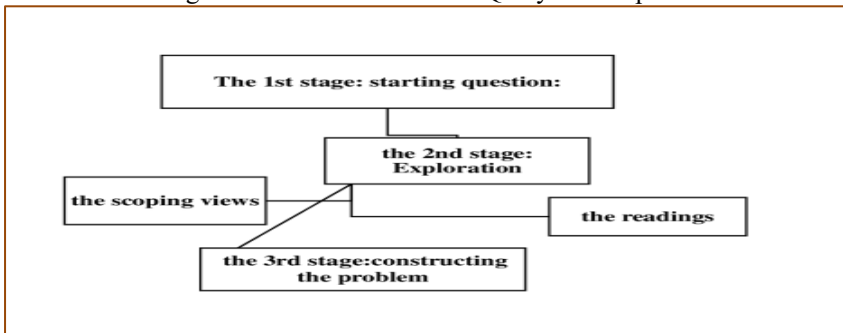 The 1st stage: starting question:
the 2nd stage:
Exploration
the scoping views
the readings
the 3rd stage:constructing
the problem